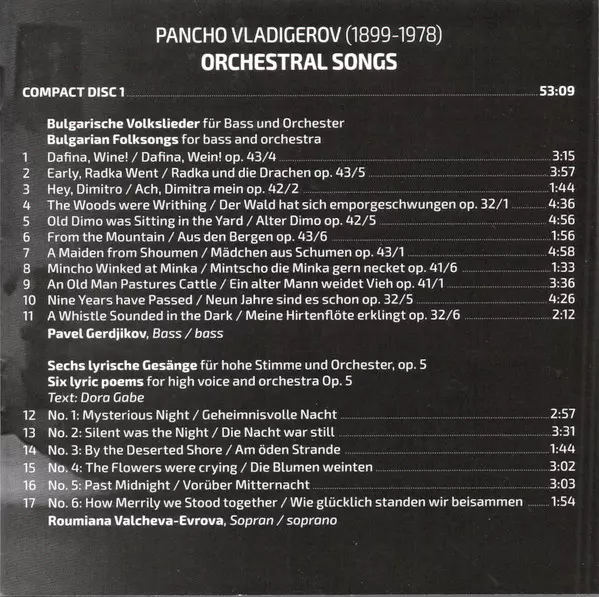 PANCHO VLADIGEROV (1899-1978)
ORCHESTRAL SONGS
COMPACT DISC 1 53:09
Bulgarische Volkslieder für Bass und Orchester
Bulgarian Folksongs for bass and orchestra
1 Dafina, Wine! / Dafina, Wein! op. 43/4 3:15
2 Early, Radka Went / Radka und die Drachen op. 43/5 3:57
3 Hey, Dimitro / Ach, Dimitra mein op. 42/2 1:44
4 The Woods were Writhing / Der Wald hat sich emporgeschwungen op. 32/1 4:36
5 Old Dimo was Sitting in the Yard / Alter Dimo op. 42/5 4:56
6 From the Mountain / Aus den Bergen op. 43/6 1:56
7 A Maiden from Shoumen / Mädchen aus Schumen op. 43/1 4:58
8 Mincho Winked at Minka / Mintscho die Minka gern necket op. 41/6 1:33
9 An Old Man Pastures Cattle / Ein alter Mann weidet Vieh op. 41/1 3:36
10 Nine Years have Passed / Neun Jahre sind es schon op. 32/5 4:26
11 A Whistle Sounded in the Dark / Meine Hirtenflöte erklingt op. 32/6 2:12
Pavel Gerdjikov, Bass / bass
Sechs lyrische Gesänge für hohe Stimme und Orchester, op. 5
Six lyric poems for high voice and orchestra Op. 5
Text: Dora Gabe
12 No. 1: Mysterious Night / Geheimnisvolle Nacht 2:57
13 No. 2: Silent was the Night / Die Nacht war still 3:31
14 No. 3: By the Deserted Shore / Am öden Strande 1:44
15 No. 4: The Flowers were crying / Die Blumen weinten 3:02
16 No. 5: Past Midnight / Vorüber Mitternacht 3:03
17 No. 6: How Merrily we Stood together / Wie glücklich standen wir beisammen 1:54
Roumiana Valcheva-Evrova, Sopran / soprano